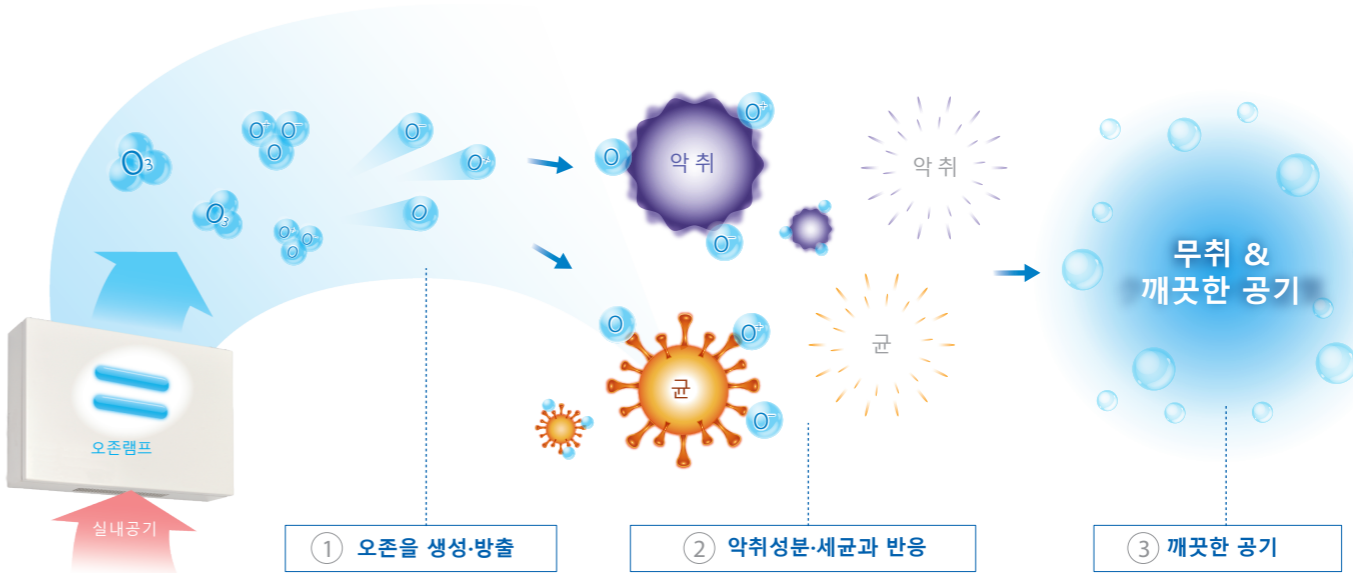 O3
O+ O−
O
O3
O+ O−
O
O−
O+
O
O+
O
악취
O−
악취
O
O+
균
O−
균
무취 &
깨끗한 공기
오존램프
실내공기
① 오존을 생성·방출
② 악취성분·세균과 반응
③ 깨끗한 공기